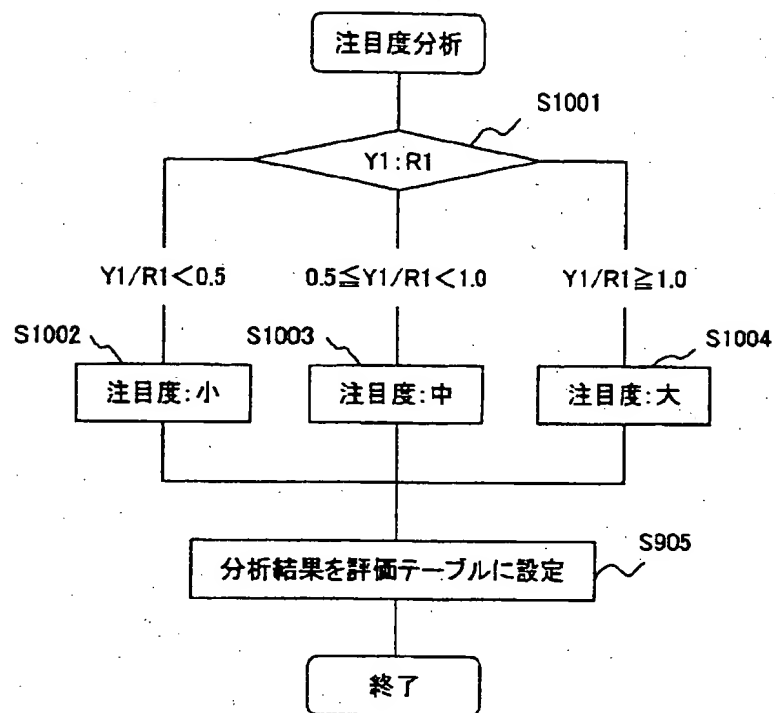 注目度分析
S1001
Y1:R1
Y1/R1<0.5
0.5≦Y1/R1<1.0
Y1/R1≧1.0
S1002
S1003
S1004
注目度:小
注目度:中
注目度:大
S905
分析結果を評価テーブルに設定
終了